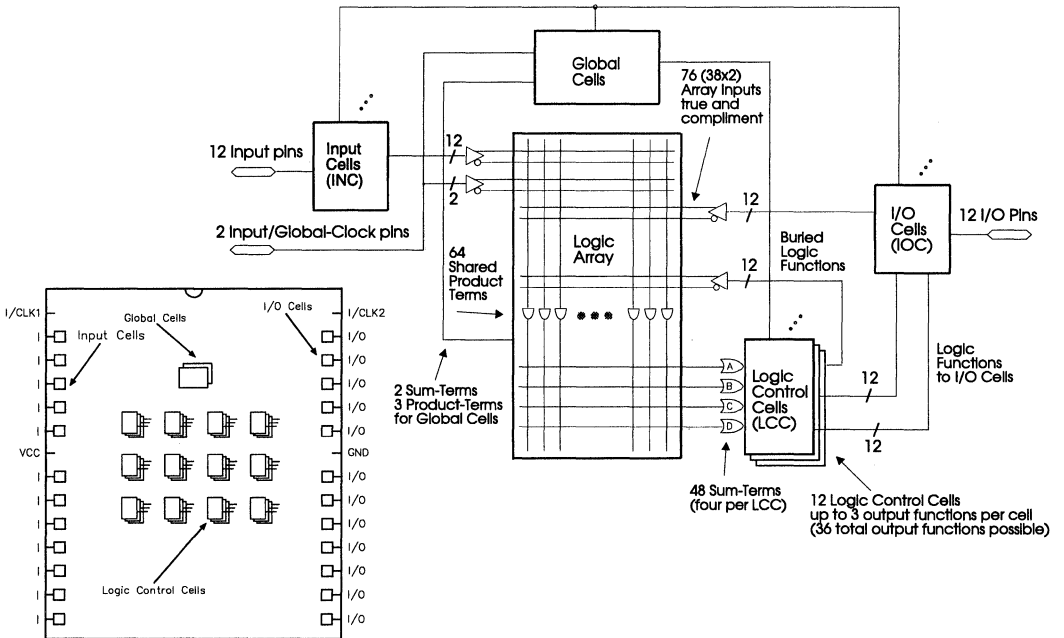 Global
Cells
76 (38x2)
Array Inputs
true and
compliment
12 Input pins
Input
Cells
(INC)
12
2
2 Input/Global-Clock pins
12
12
Logic
Array
Buried
Logic
Functions
I/O
Cells
(IOC)
12 I/O Pins
64
Shared
Product
Terms
2 Sum-Terms
3 Product-Terms
for Global Cells
A
B
C
D
Logic
Control
Cells
(LCC)
12
12
Logic
Functions
to I/O Cells
48 Sum-Terms
(four per LCC)
12 Logic Control Cells
up to 3 output functions per cell
(36 total output functions possible)
I/CLK1
I
I
I
I
I
VCC
I
I
I
I
I
I
I
Global Cells
I/O Cells
Input Cells
Logic Control Cells
I/CLK2
I/O
I/O
I/O
I/O
I/O
GND
I/O
I/O
I/O
I/O
I/O
I/O
I/O